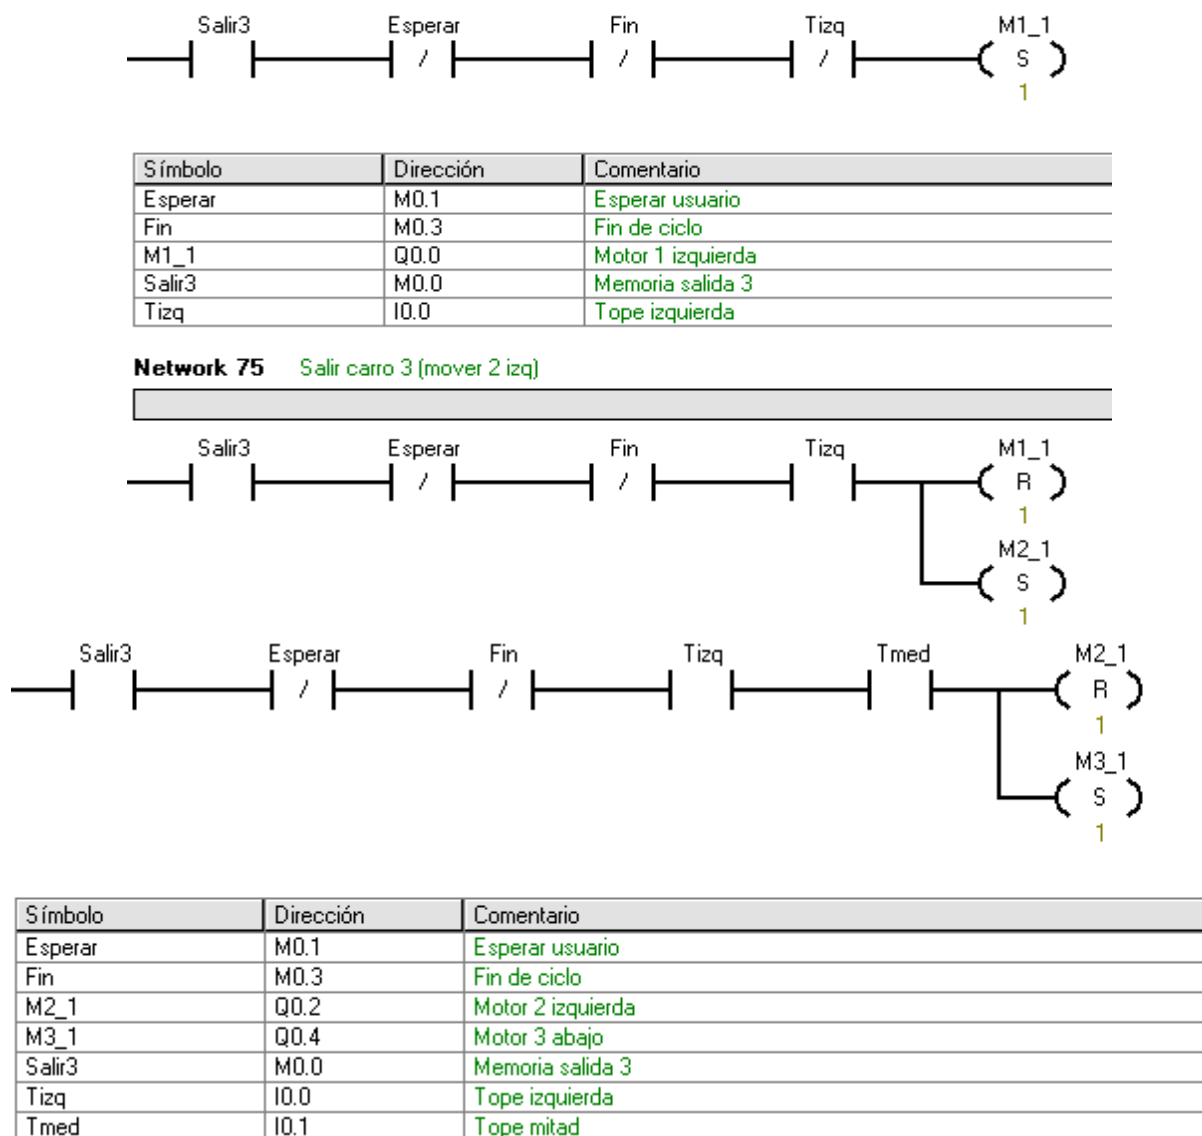 Salir3 Esperar Fin Tizq M1_1
/ / / S
1
Símbolo Dirección Comentario
Esperar M0.1 Esperar usuario
Fin M0.3 Fin de ciclo
M1_1 Q0.0 Motor 1 izquierda
Salir3 M0.0 Memoria salida 3
Tizq I0.0 Tope izquierda
Network 75 Salir carro 3 (mover 2 izq)
Salir3 Esperar Fin Tizq M1_1
/ / R
1
M2_1
S
1
Salir3 Esperar Fin Tizq Tmed M2_1
/ / R
1
M3_1
S
1
Símbolo Dirección Comentario
Esperar M0.1 Esperar usuario
Fin M0.3 Fin de ciclo
M2_1 Q0.2 Motor 2 izquierda
M3_1 Q0.4 Motor 3 abajo
Salir3 M0.0 Memoria salida 3
Tizq I0.0 Tope izquierda
Tmed I0.1 Tope mitad